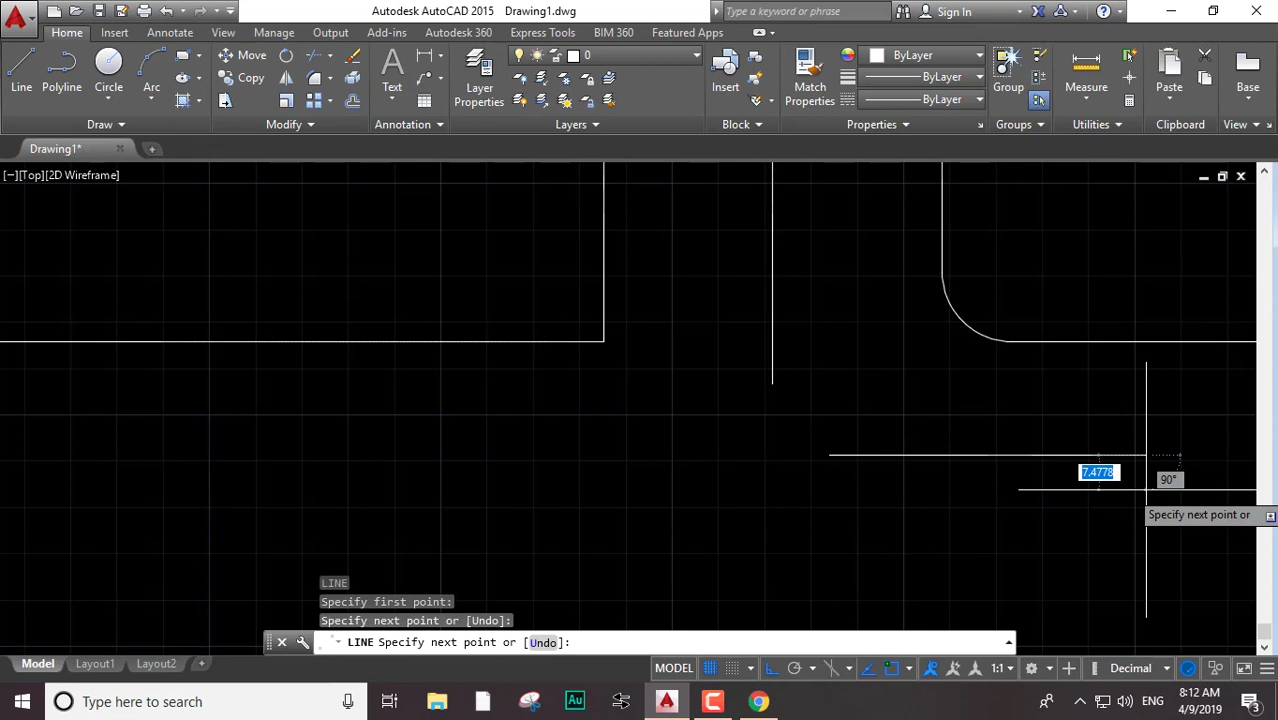 Autodesk AutoCAD 2015 Drawing1.dwg
Type a keyword or phrase
Sign In
Home Insert Annotate View Manage Output Add-ins Autodesk 360 Express Tools BIM 360 Featured Apps
Line
Polyline
Circle
Arc
Move
Copy
Text
Layer
Properties
0
Insert
Match
Properties
ByLayer
ByLayer
ByLayer
Group
Measure
Paste
Base
Draw Modify Annotation Layers Block Properties Groups Utilities Clipboard View
Drawing1*
[−][Top][2D Wireframe]
7.4778
90°
Specify next point or
LINE
Specify first point:
Specify next point or [Undo]:
LINE Specify next point or [Undo]:
Model Layout1 Layout2
MODEL
1:1
Decimal
Type here to search
Au
ENG
8:12 AM
4/9/2019
3